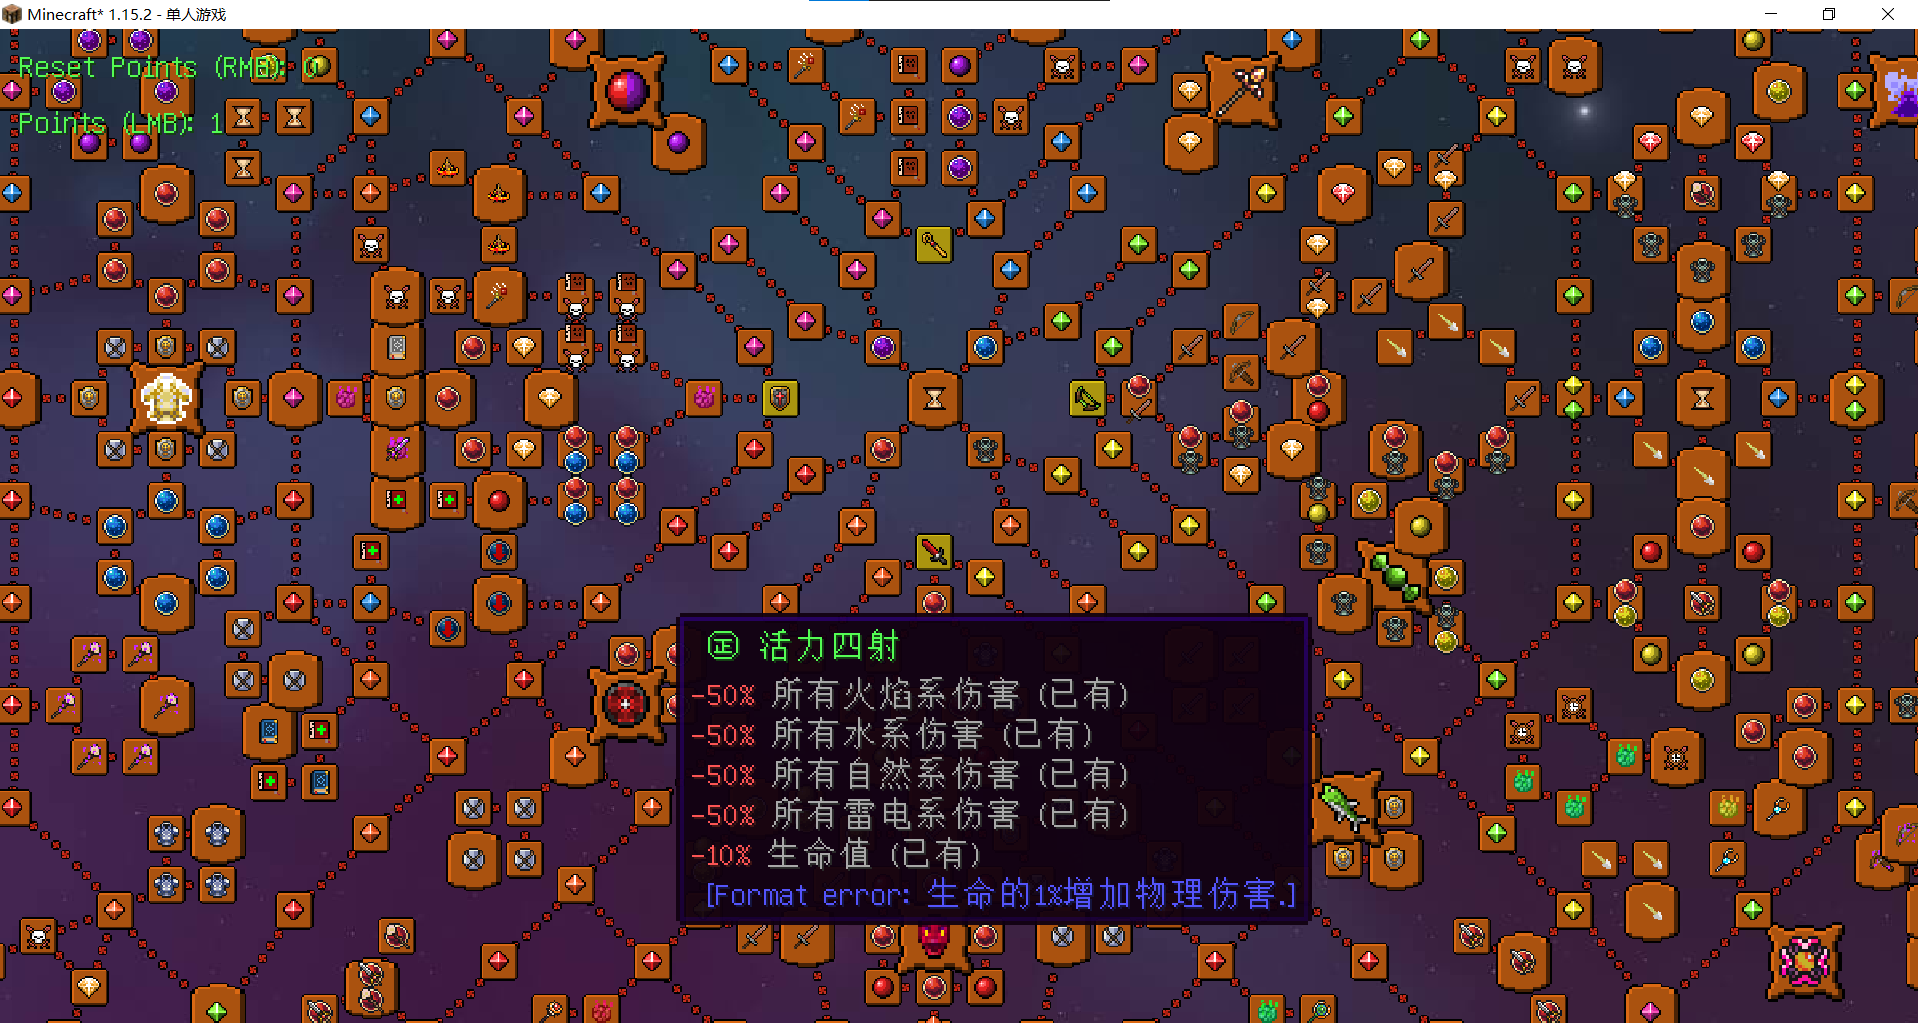 Minecraft* 1.15.2 - 单人游戏
Reset Points (RMB): 0
Points (LMB): 1
正 活力四射
-50% 所有火焰系伤害 (已有)
-50% 所有水系伤害 (已有)
-50% 所有自然系伤害 (已有)
-50% 所有雷电系伤害 (已有)
-10% 生命值 (已有)
[Format error: 生命的1%增加物理伤害.]